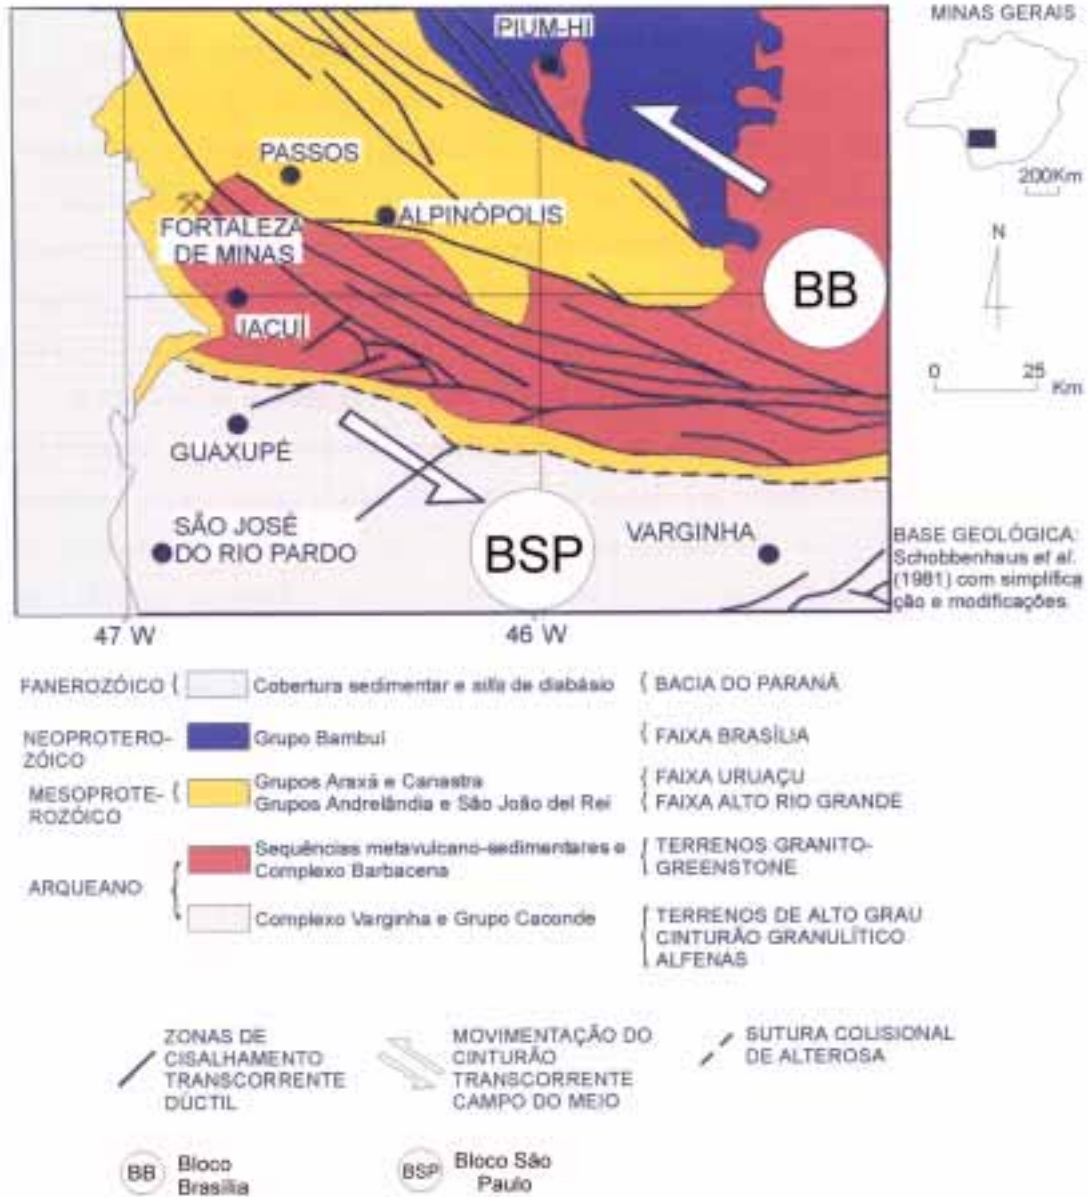 MINAS GERAIS
PIUM-HI
200Km
PASSOS
ALPINÓPOLIS
FORTALEZA
DE MINAS
N
BB
JACUÍ
0 25
Km
GUAXUPÉ
SÃO JOSÉ
DO RIO PARDO
BSP
VARGINHA
BASE GEOLÓGICA:
Schobbenhaus et al.
(1981) com simplifica
ção e modificações
47 W 46 W
FANEROZÓICO { Cobertura sedimentar e sills de diabásio { BACIA DO PARANÁ
NEOPROTERO-
ZÓICO
Grupo Bambuí { FAIXA BRASÍLIA
MESOPROTE-
ROZÓICO
{ Grupos Araxá e Canastra { FAIXA URUAÇU
Grupos Andrelândia e São João del Rei { FAIXA ALTO RIO GRANDE
ARQUEANO
Sequências metavulcano-sedimentares e
Complexo Barbacena
TERRENOS GRANITO-
GREENSTONE
Complexo Varginha e Grupo Caconde
TERRENOS DE ALTO GRAU
CINTURÃO GRANULÍTICO
ALFENAS
ZONAS DE
CISALHAMENTO
TRANSCORRENTE
DÚCTIL
MOVIMENTAÇÃO DO
CINTURÃO
TRANSCORRENTE
CAMPO DO MEIO
SUTURA COLISIONAL
DE ALTEROSA
BB Bloco
Brasília
BSP Bloco São
Paulo